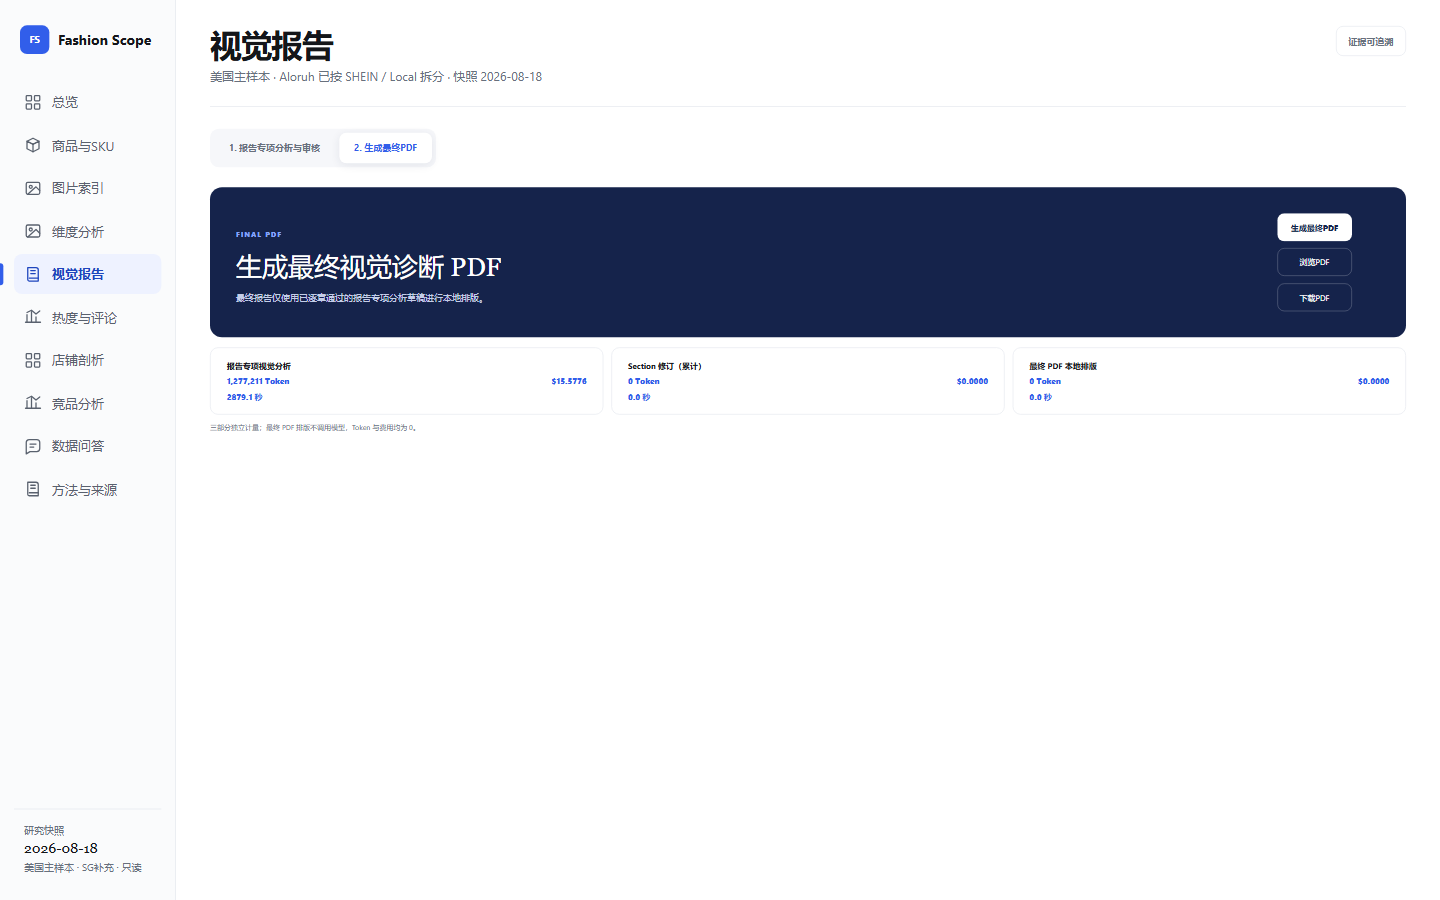 FS
Fashion Scope
总览
商品与SKU
图片索引
维度分析
视觉报告
热度与评论
店铺剖析
竞品分析
数据问答
方法与来源
研究快照
2026-08-18
美国主样本 · SG补充 · 只读
视觉报告
美国主样本 · Aloruh 已按 SHEIN / Local 拆分 · 快照 2026-08-18
证据可追溯
1. 报告专项分析与审核
2. 生成最终PDF
FINAL PDF
生成最终视觉诊断 PDF
最终报告仅使用已逐章通过的报告专项分析草稿进行本地排版。
生成最终PDF
浏览PDF
下载PDF
报告专项视觉分析
1,277,211 Token
$15.5776
2879.1 秒
Section 修订（累计）
0 Token
$0.0000
0.0 秒
最终 PDF 本地排版
0 Token
$0.0000
0.0 秒
三部分独立计量；最终 PDF 排版不调用模型，Token 与费用均为 0。